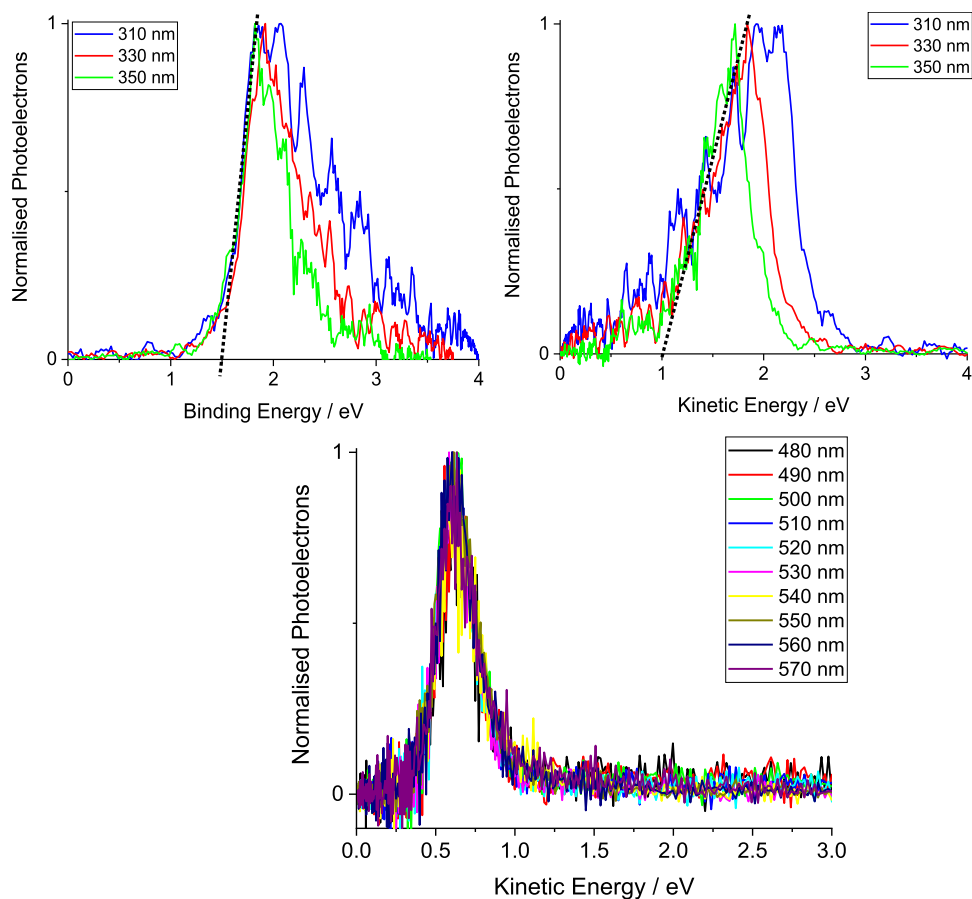 310 nm
330 nm
350 nm
Normalised Photoelectrons
1
0
0
1
2
3
4
Binding Energy / eV
310 nm
330 nm
350 nm
Normalised Photoelectrons
1
0
0
1
2
3
4
Kinetic Energy / eV
480 nm
490 nm
500 nm
510 nm
520 nm
530 nm
540 nm
550 nm
560 nm
570 nm
Normalised Photoelectrons
1
0
0.0
0.5
1.0
1.5
2.0
2.5
3.0
Kinetic Energy / eV